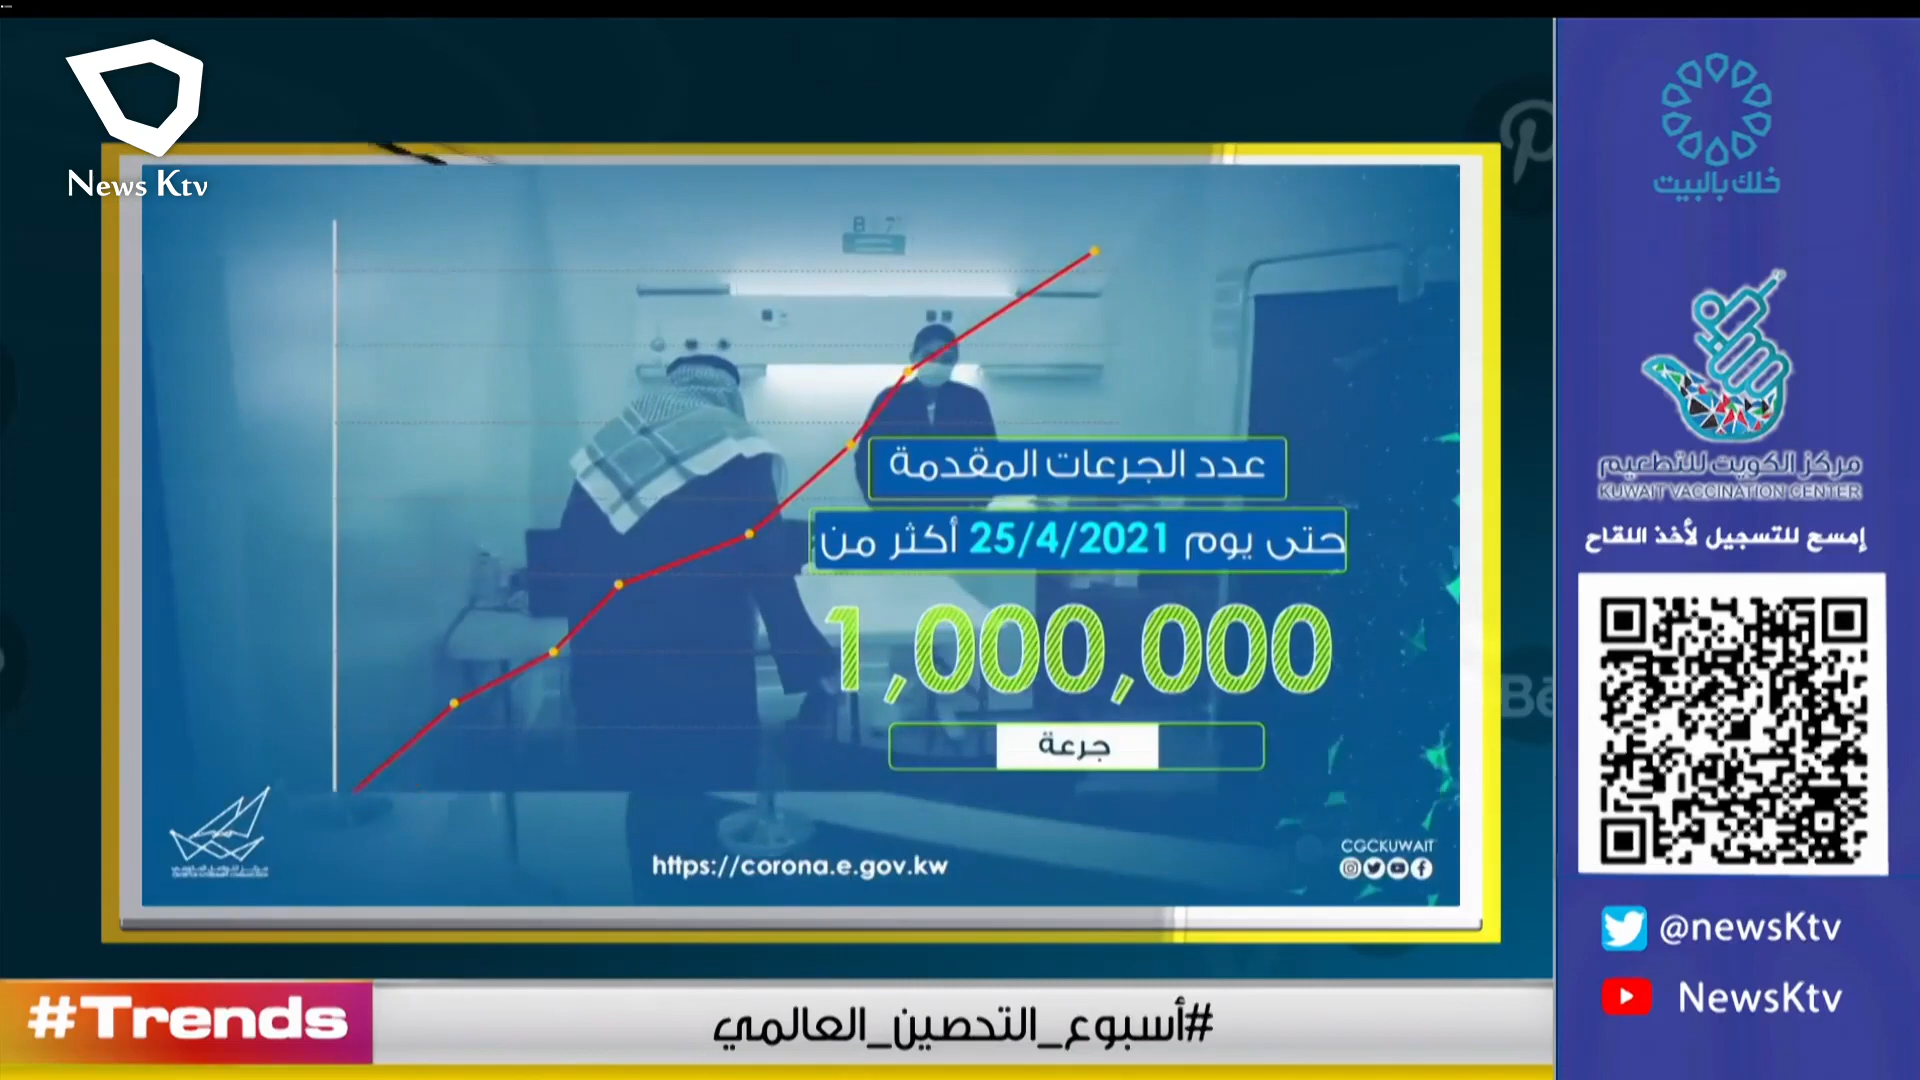 News Ktv
عدد الجرعات المقدمة
حتى يوم 25/4/2021 أكثر من
1,000,000
جرعة
https://corona.e.gov.kw
CGCKUWAIT
#Trends
#أسبوع_التحصين_العالمي
خلك بالبيت
مركز الكويت للتطعيم
KUWAIT VACCINATION CENTER
إمسح للتسجيل لأخذ اللقاح
@newsKtv
NewsKtv